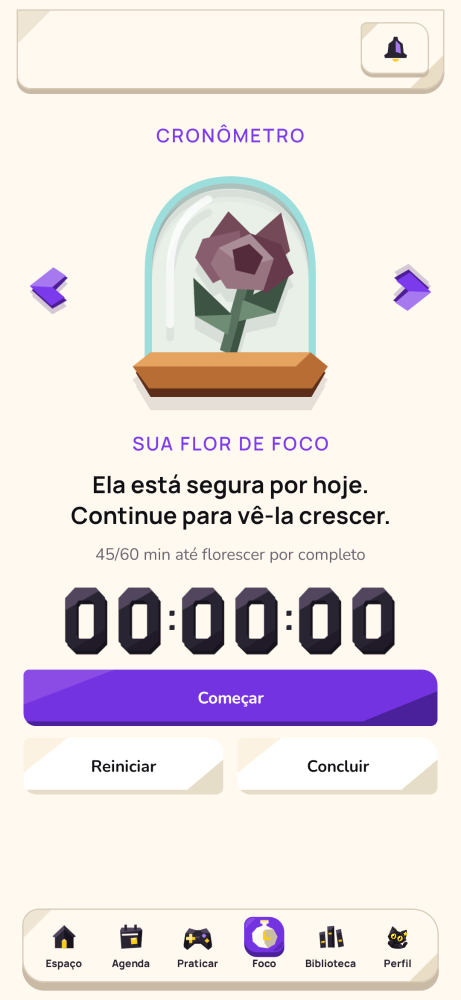 CRONÔMETRO
SUA FLOR DE FOCO
Ela está segura por hoje.
Continue para vê-la crescer.
45/60 min até florescer por completo
00:00:00
Começar
Reiniciar
Concluir
Espaço
Agenda
Praticar
Foco
Biblioteca
Perfil